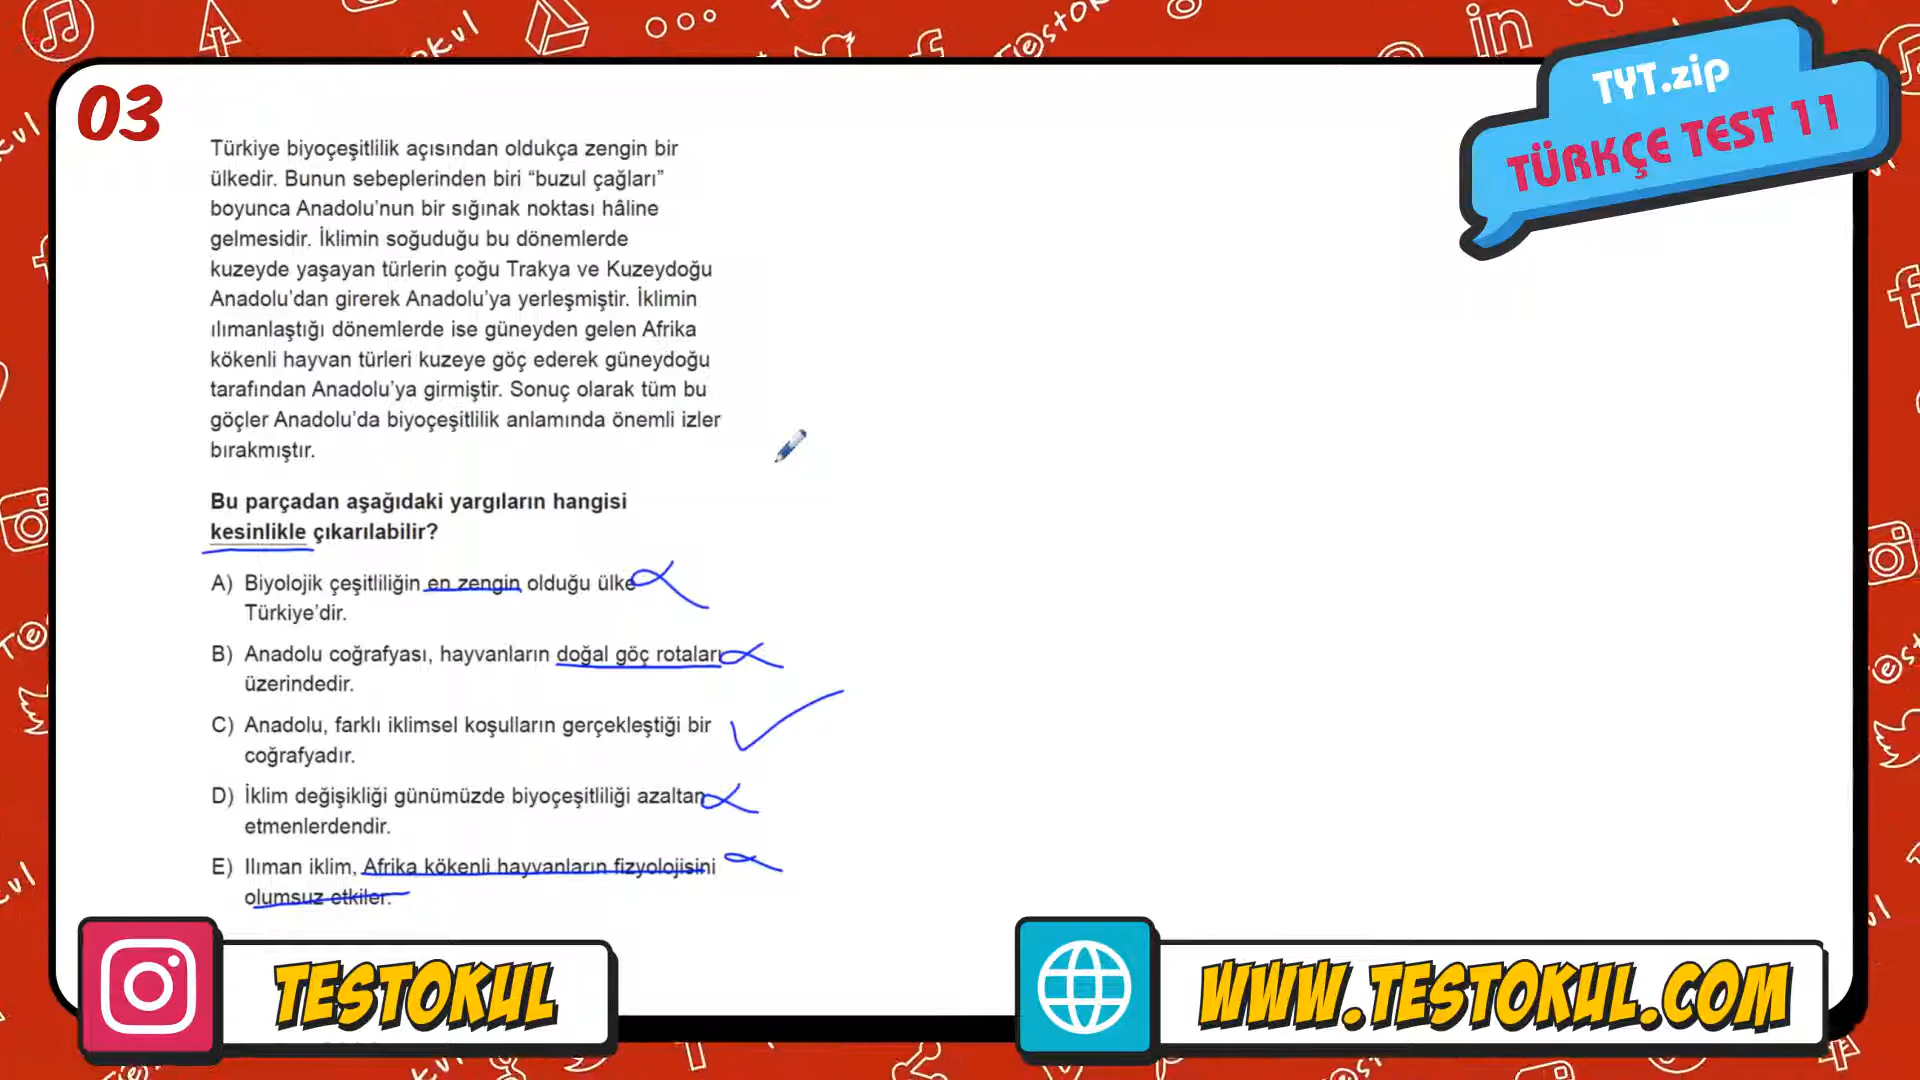 03
TYT.zip
TÜRKÇE TEST 11
Türkiye biyoçeşitlilik açısından oldukça zengin bir
ülkedir. Bunun sebeplerinden biri “buzul çağları”
boyunca Anadolu’nun bir sığınak noktası hâline
gelmesidir. İklimin soğuduğu bu dönemlerde
kuzeyde yaşayan türlerin çoğu Trakya ve Kuzeydoğu
Anadolu’dan girerek Anadolu’ya yerleşmiştir. İklimin
ılımanlaştığı dönemlerde ise güneyden gelen Afrika
kökenli hayvan türleri kuzeye göç ederek güneydoğu
tarafından Anadolu’ya girmiştir. Sonuç olarak tüm bu
göçler Anadolu’da biyoçeşitlilik anlamında önemli izler
bırakmıştır.
Bu parçadan aşağıdaki yargıların hangisi
kesinlikle çıkarılabilir?
A) Biyolojik çeşitliliğin en zengin olduğu ülke
Türkiye’dir.
B) Anadolu coğrafyası, hayvanların doğal göç rotaları
üzerindedir.
C) Anadolu, farklı iklimsel koşulların gerçekleştiği bir
coğrafyadır.
D) İklim değişikliği günümüzde biyoçeşitliliği azaltan
etmenlerdendir.
E) Ilıman iklim, Afrika kökenli hayvanların fizyolojisini
olumsuz etkiler.
TESTOKUL
WWW.TESTOKUL.COM